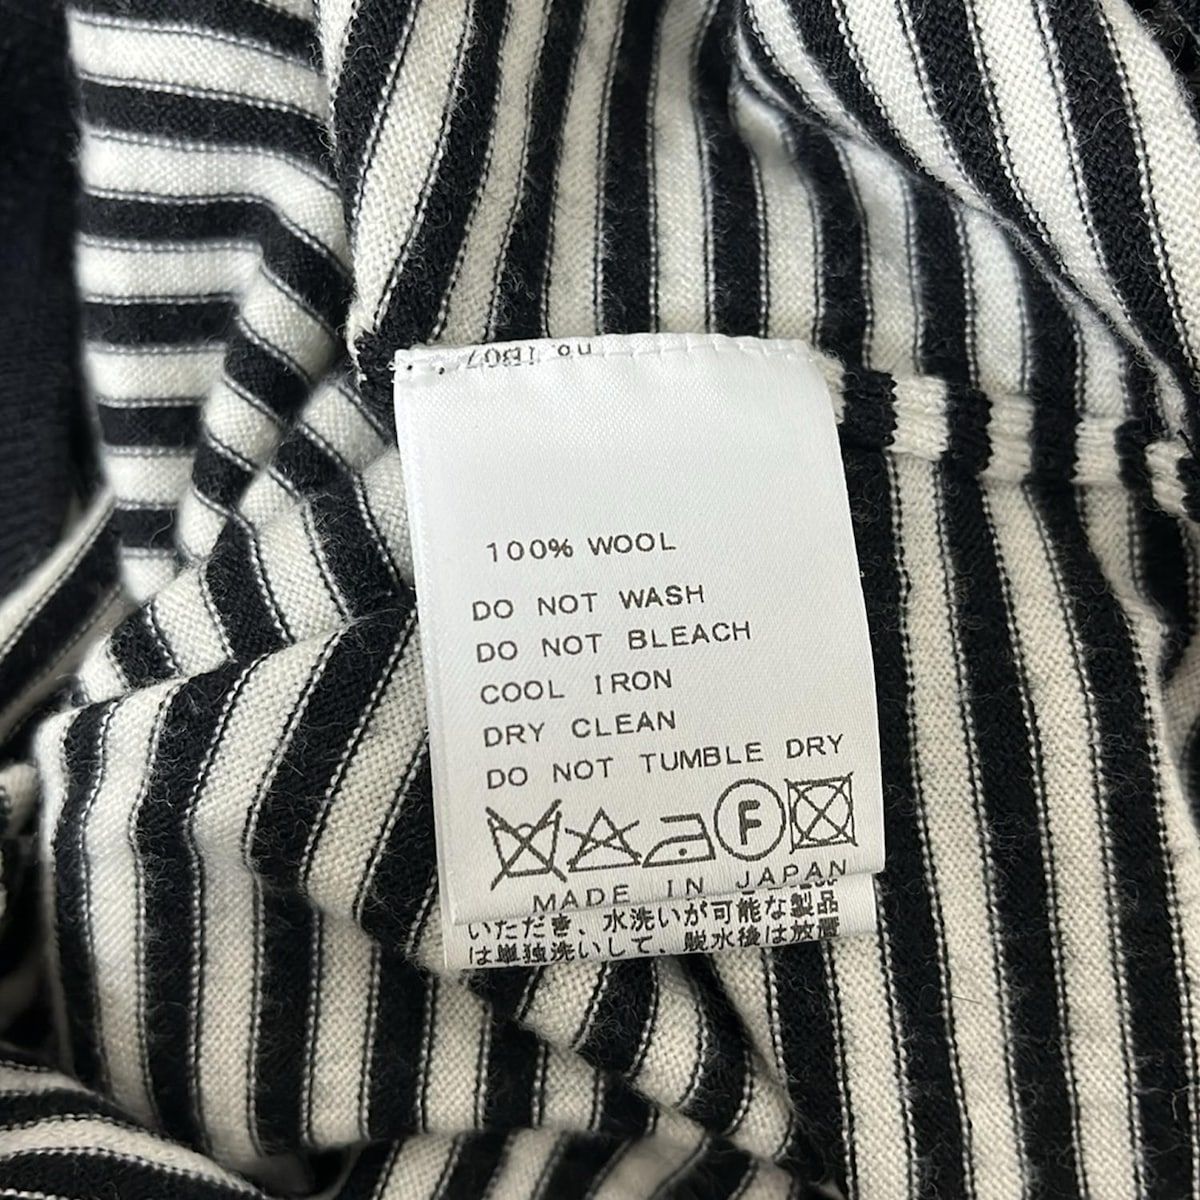 100% WOOL
DO NOT WASH
DO NOT BLEACH
COOL IRON
DRY CLEAN
DO NOT TUMBLE DRY
F
MADE IN JAPAN
いただき、水洗いが可能な製品
は単独洗いして、脱水後は放置